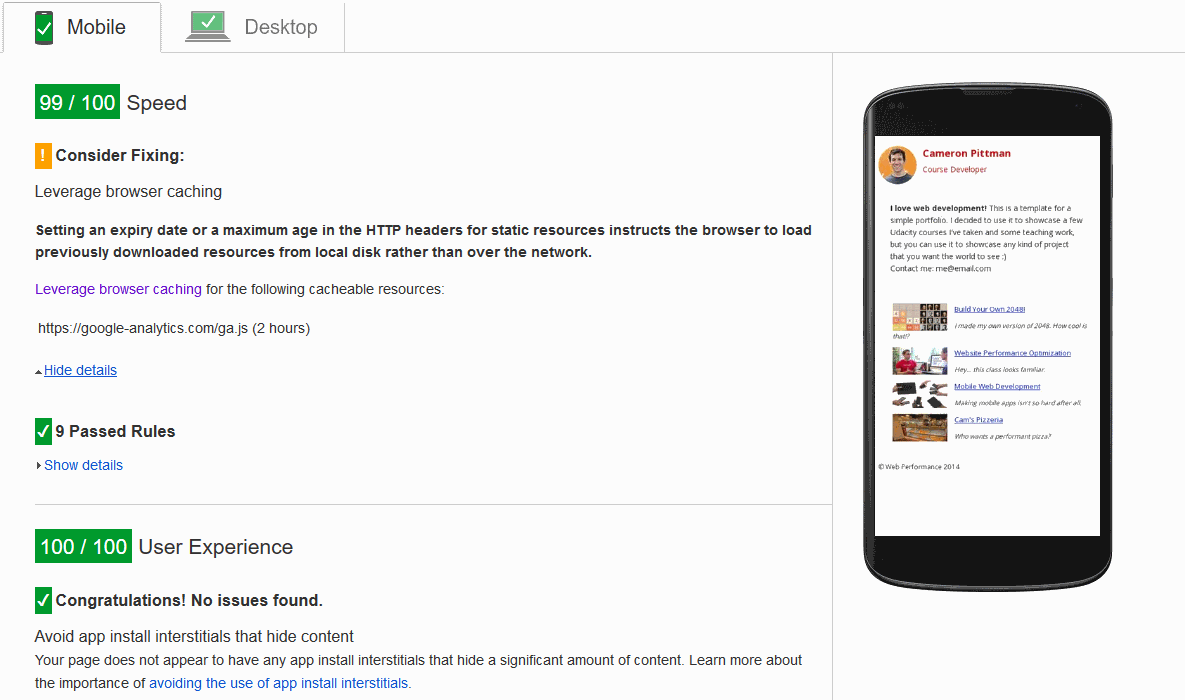 Mobile
Desktop
99 / 100 Speed
! Consider Fixing:
Leverage browser caching
Setting an expiry date or a maximum age in the HTTP headers for static resources instructs the browser to load
previously downloaded resources from local disk rather than over the network.
Leverage browser caching for the following cacheable resources:
https://google-analytics.com/ga.js (2 hours)
Hide details
9 Passed Rules
Show details
100 / 100 User Experience
Congratulations! No issues found.
Avoid app install interstitials that hide content
Your page does not appear to have any app install interstitials that hide a significant amount of content. Learn more about
the importance of avoiding the use of app install interstitials.
Cameron Pittman
Course Developer
I love web development! This is a template for a
simple portfolio. I decided to use it to showcase a few
Udacity courses I've taken and some teaching work,
but you can use it to showcase any kind of project
that you want the world to see :)
Contact me: me@email.com
Build Your Own 2048!
I made my own version of 2048. How cool is
that!?
Website Performance Optimization
Hey... this class looks familiar.
Mobile Web Development
Making mobile apps isn't so hard after all.
Cam's Pizzeria
Who wants a performant pizza?
© Web Performance 2014